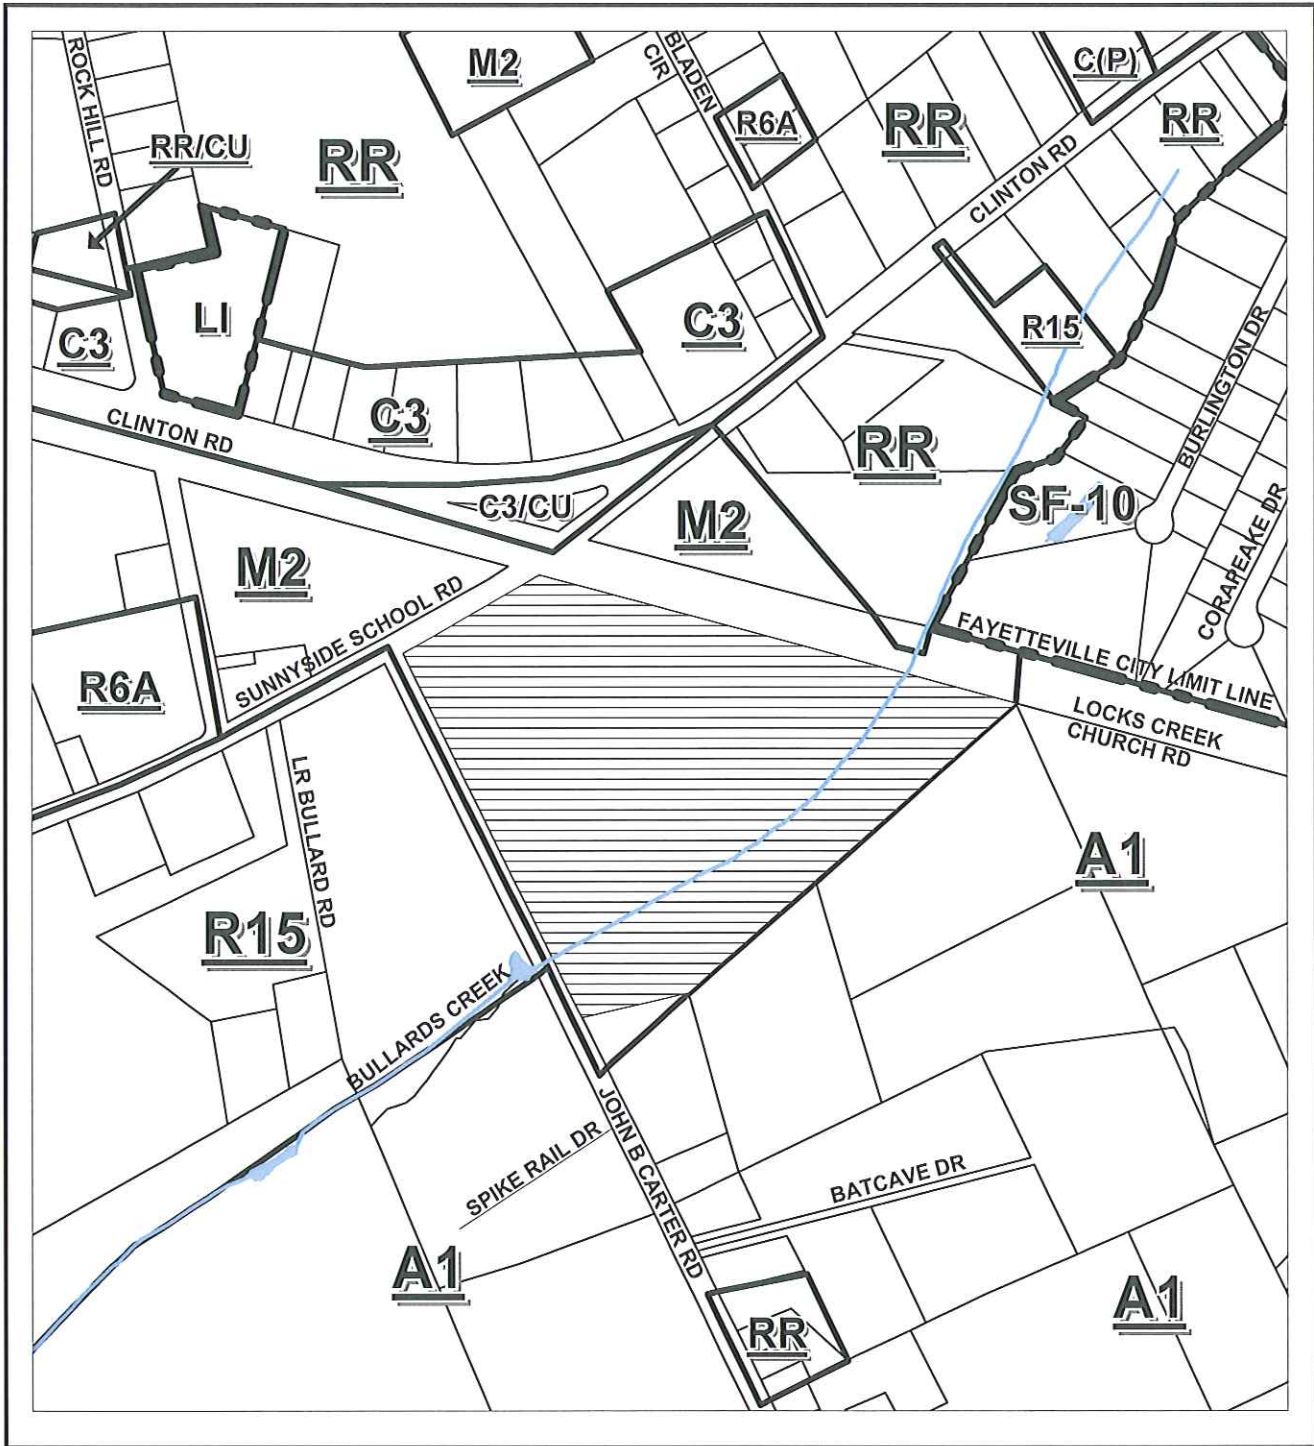 ROCK HILL RD
M2
BLADEN
CIR
C(P)
RR/CU
RR
R6A
RR
RR
CLINTON RD
LI
C3
C3
R15
BURLINGTON DR
CLINTON RD
C3
RR
C3/CU
M2
SF-10
CORAPEAKE DR
M2
SUNNYSIDE SCHOOL RD
R6A
FAYETTEVILLE CITY LIMIT LINE
LOCKS CREEK
CHURCH RD
LR BULLARD RD
A1
R15
BULLARDS CREEK
JOHN B CARTER RD
SPIKE RAIL DR
BATCAVE DR
A1
A1
RR